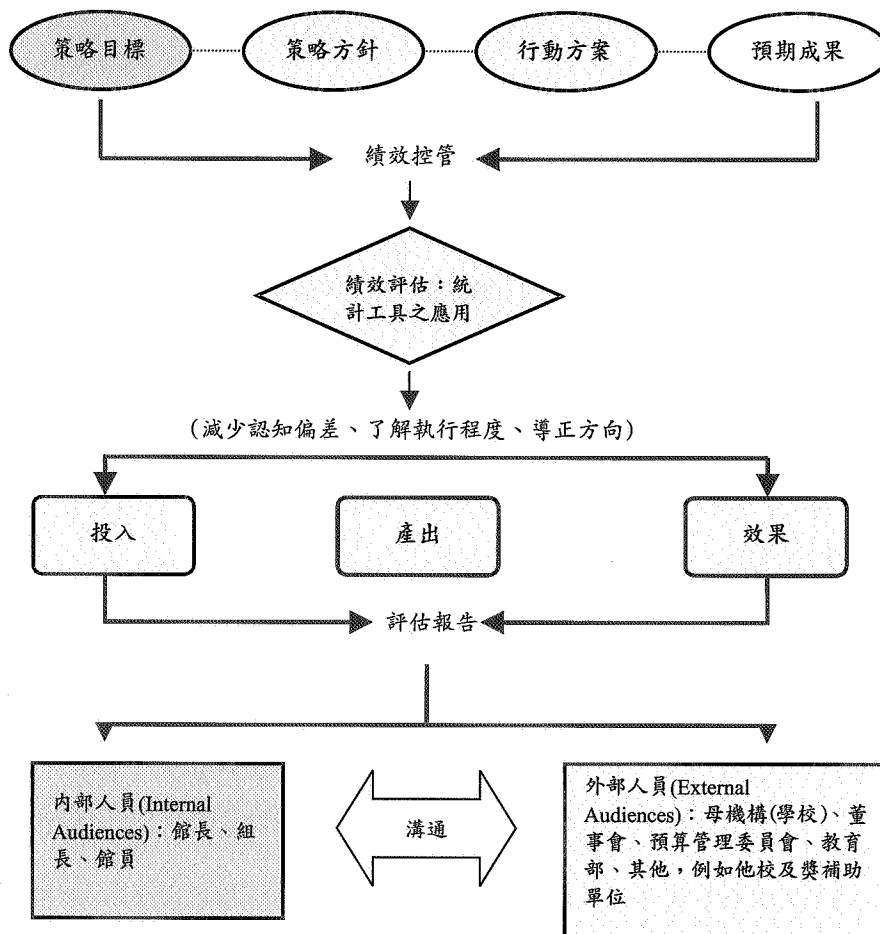 策略目標 策略方針 行動方案 預期成果
績效控管
績效評估：統
計工具之應用
(減少認知偏差、了解執行程度、導正方向)
投入 產出 效果
評估報告
內部人員(Internal
Audiences)：館長、組
長、館員
溝通
外部人員(External
Audiences)：母機構(學校)、董
事會、預算管理委員會、教育
部、其他，例如他校及獎補助
單位